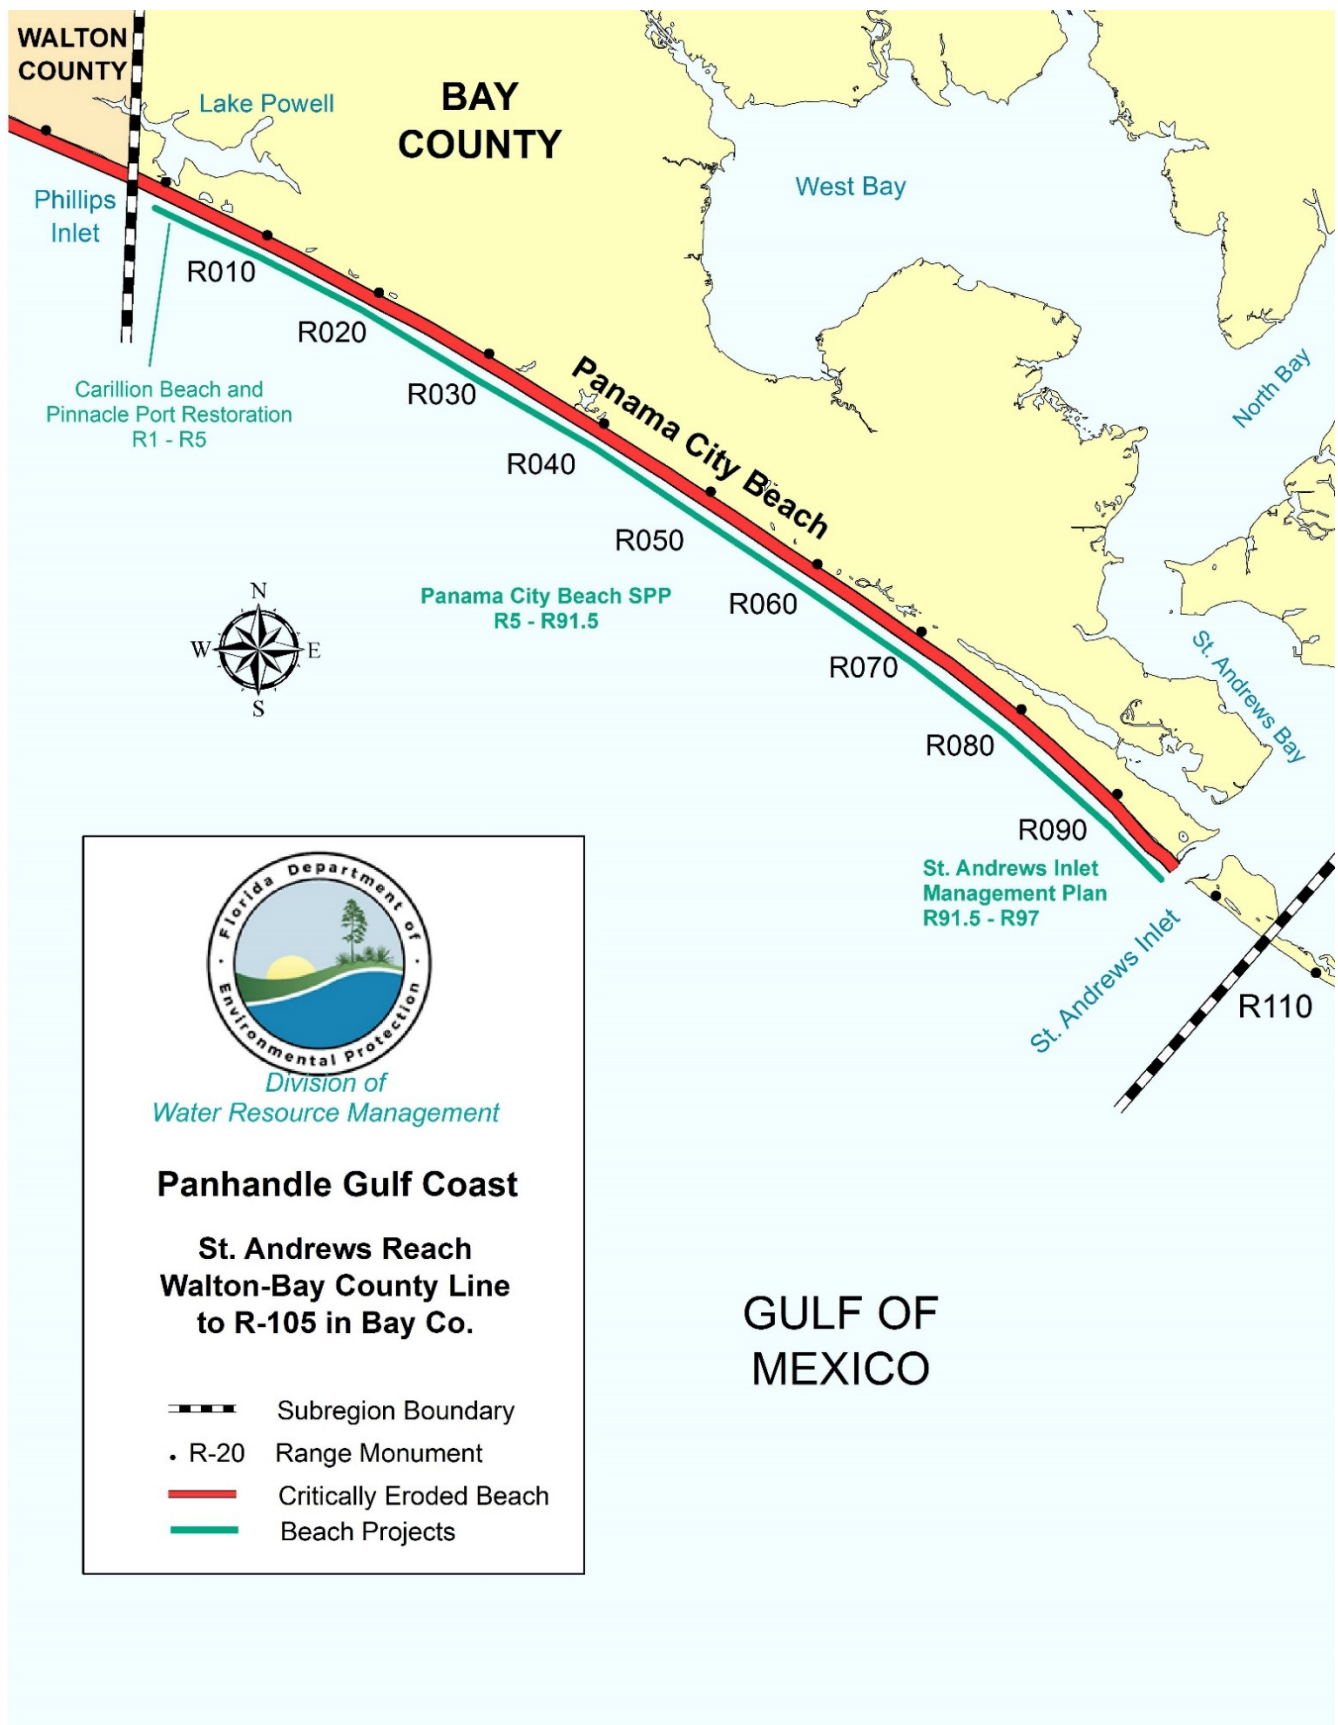 WALTON
COUNTY
Lake Powell
BAY
COUNTY
West Bay
Phillips
Inlet
R010
R020
Carillion Beach and
Pinnacle Port Restoration
R1 - R5
R030
Panama City Beach
North Bay
R040
R050
Panama City Beach SPP
R5 - R91.5
R060
N
W
E
S
R070
St. Andrews Bay
R080
R090
St. Andrews Inlet
Management Plan
R91.5 - R97
St. Andrews Inlet
R110
Florida Department of
Environmental Protection
Division of
Water Resource Management
Panhandle Gulf Coast
St. Andrews Reach
Walton-Bay County Line
to R-105 in Bay Co.
Subregion Boundary
R-20 Range Monument
Critically Eroded Beach
Beach Projects
GULF OF
MEXICO